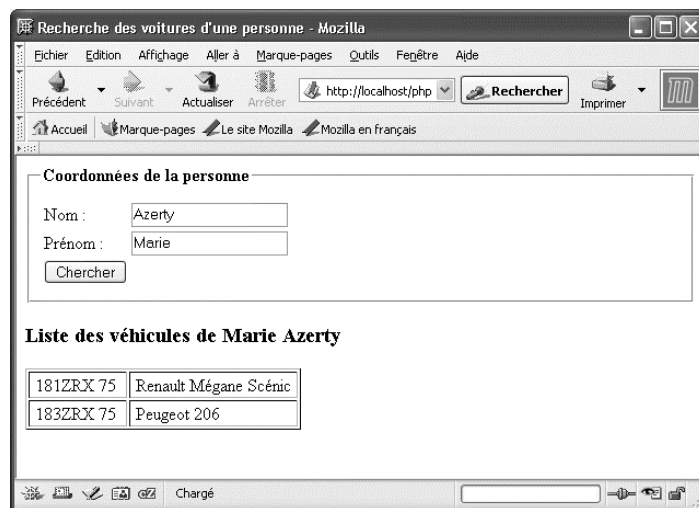 Recherche des voitures d'une personne - Mozilla
Fichier Edition Affichage Aller à Marque-pages Outils Fenêtre Aide
Précédent Suivant Actualiser Arrêter http://localhost/php Rechercher Imprimer
Accueil Marque-pages Le site Mozilla Mozilla en français
Coordonnées de la personne
Nom : Azerty
Prénom : Marie
Chercher
Liste des véhicules de Marie Azerty
181ZRX 75 Renault Mégane Scénic
183ZRX 75 Peugeot 206
Chargé